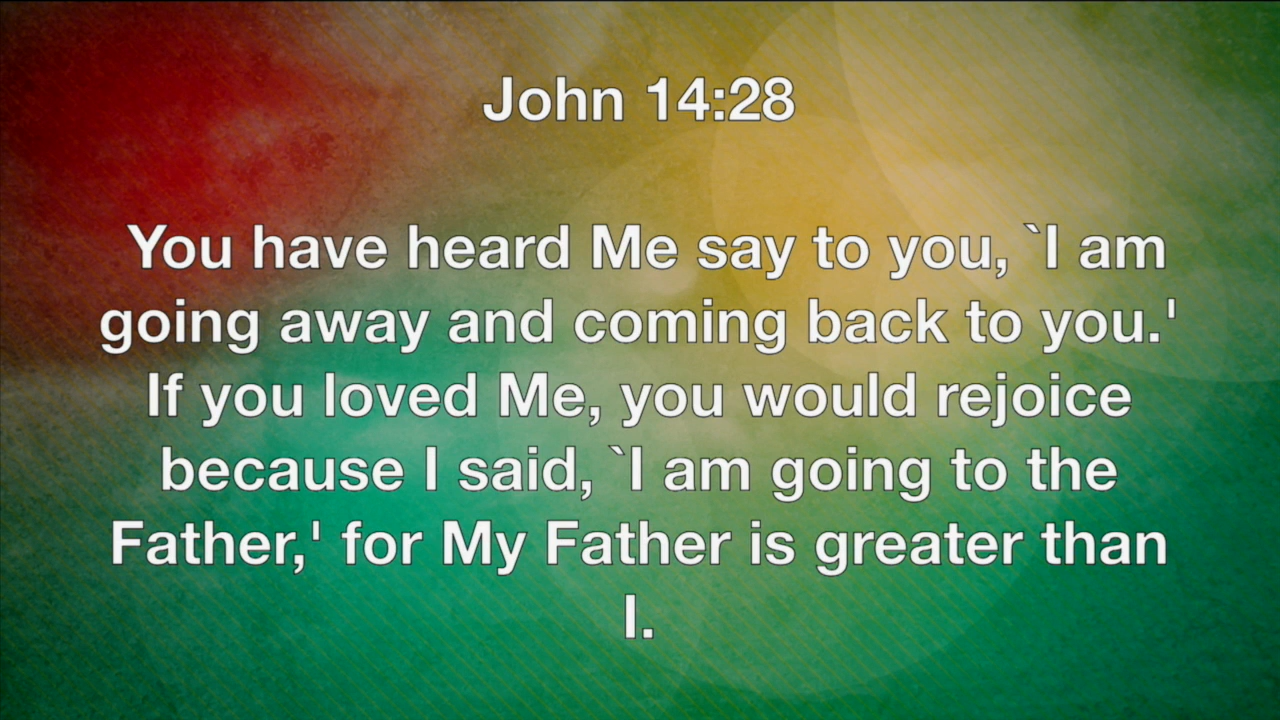 John 14:28
You have heard Me say to you, `I am
going away and coming back to you.'
If you loved Me, you would rejoice
because I said, `I am going to the
Father,' for My Father is greater than
I.